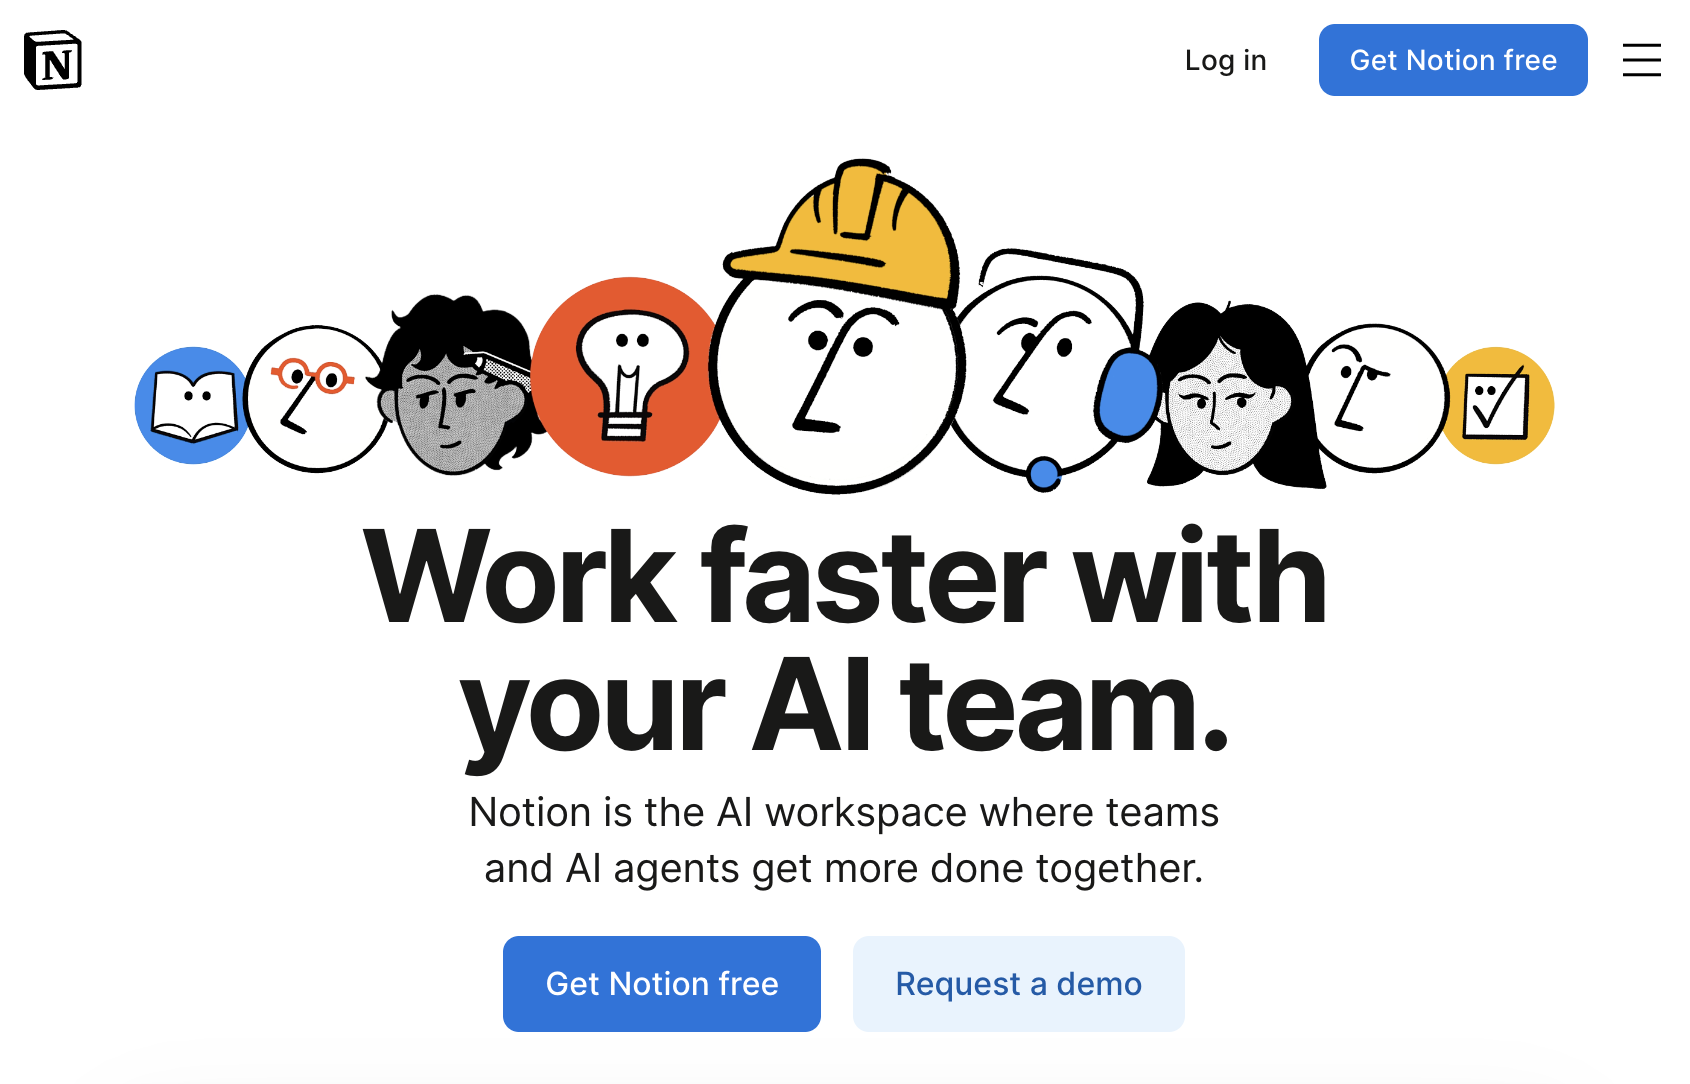 N
Log in
Get Notion free
Work faster with
your AI team.
Notion is the AI workspace where teams
and AI agents get more done together.
Get Notion free
Request a demo